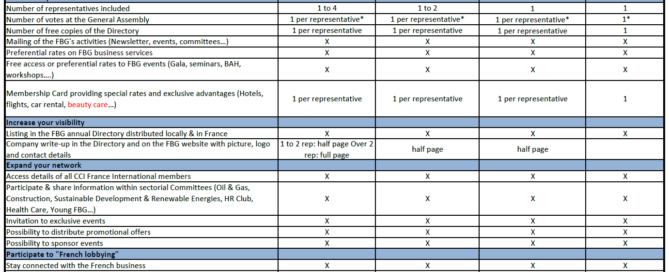 Number of representatives included 1 to 4 1 to 2 1 1
Number of votes at the General Assembly 1 per representative* 1 per representative* 1 per representative* 1*
Number of free copies of the Directory 1 per representative 1 per representative 1 per representative 1
Mailing of the FBG's activities (Newsletter, events, committees...) X X X X
Preferential rates on FBG business services X X X X
Free access or preferential rates to FBG events (Gala, seminars, BAH,
workshops....) X X X X
Membership Card providing special rates and exclusive advantages (Hotels,
flights, car rental, beauty care...) 1 per representative 1 per representative 1 per representative 1
Increase your visibility
Listing in the FBG annual Directory distributed locally & in France X X X X
Company write-up in the Directory and on the FBG website with picture, logo
and contact details 1 to 2 rep: half page Over 2
rep: full page half page half page
Expand your network
Access details of all CCI France International members X X X X
Participate & share information within sectorial Committees (Oil & Gas,
Construction, Sustainable Development & Renewable Energies, HR Club,
Health Care, Young FBG...) X X X X
Invitation to exclusive events X X X X
Possibility to distribute promotional offers X X X X
Possibility to sponsor events X X X X
Participate to "French lobbying"
Stay connected with the French business X X X X